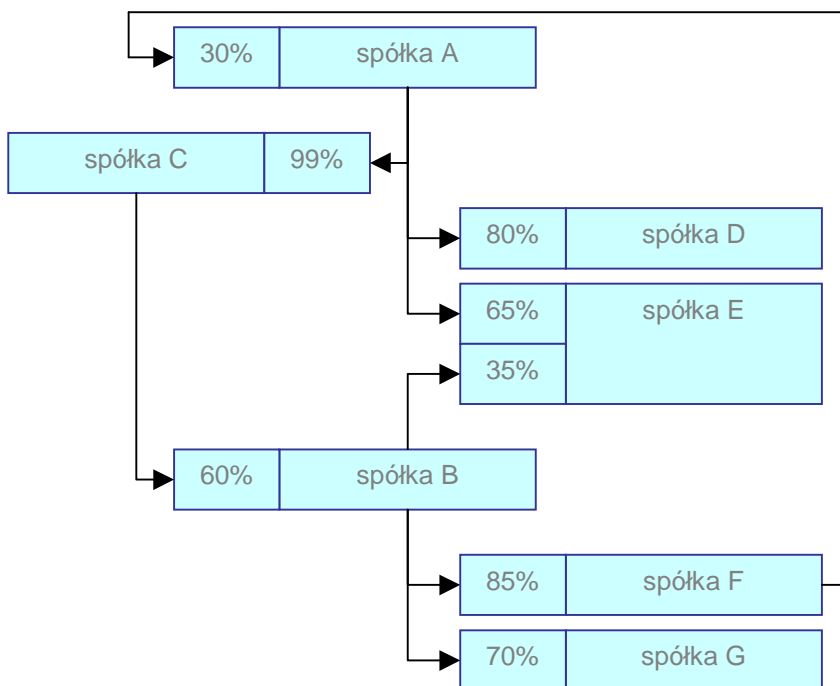 30% spółka A
spółka C 99%
80% spółka D
65% spółka E
35%
60% spółka B
85% spółka F
70% spółka G